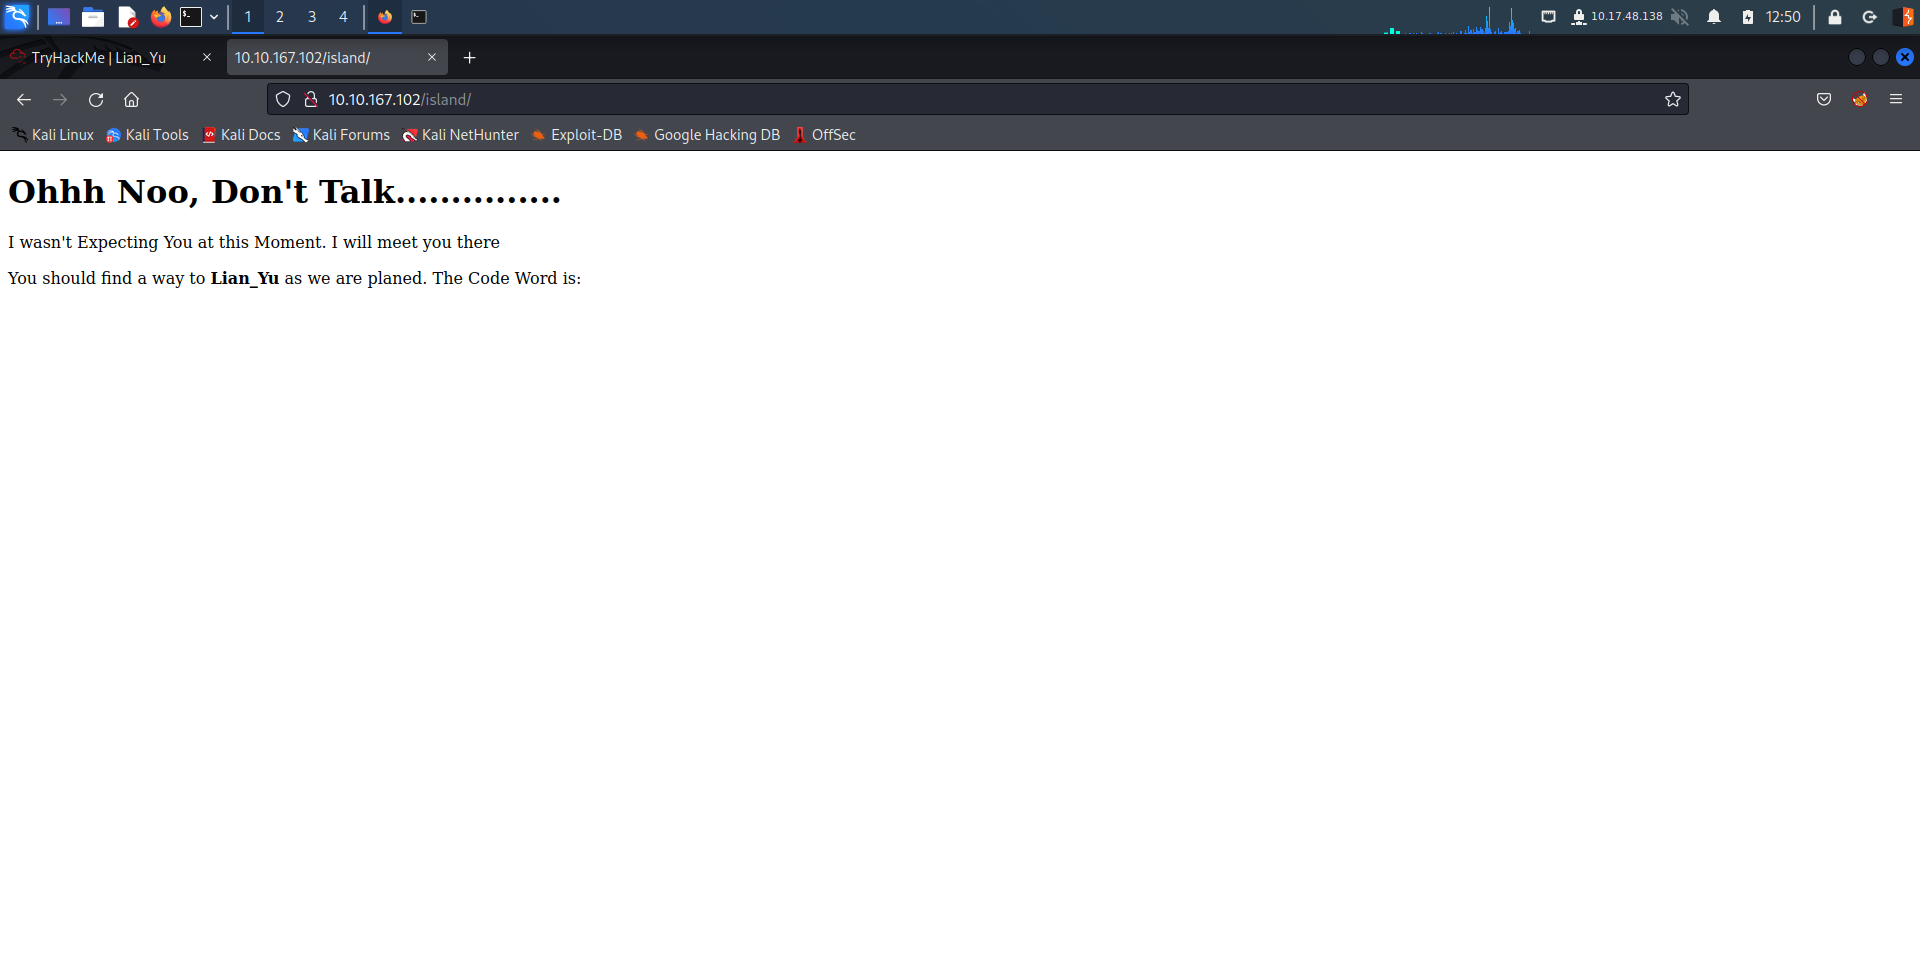 1 2 3 4 10.17.48.138 12:50
TryHackMe | Lian_Yu 10.10.167.102/island/
10.10.167.102/island/
Kali Linux Kali Tools Kali Docs Kali Forums Kali NetHunter Exploit-DB Google Hacking DB OffSec
Ohhh Noo, Don't Talk...............
I wasn't Expecting You at this Moment. I will meet you there
You should find a way to Lian_Yu as we are planed. The Code Word is: